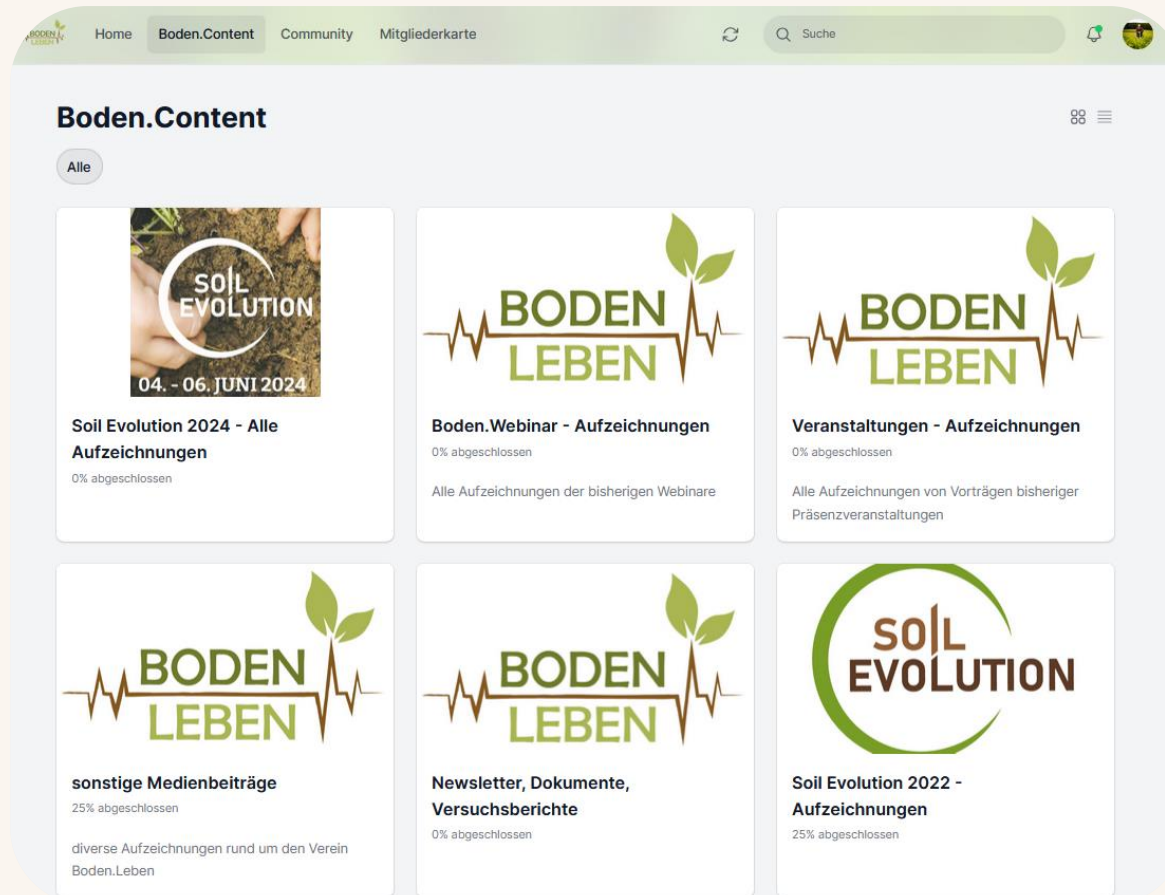 BODEN
LEBEN
Home
Boden.Content
Community
Mitgliederkarte
Suche
Boden.Content
Alle
SOIL
EVOLUTION
04. - 06. JUNI 2024
Soil Evolution 2024 - Alle
Aufzeichnungen
0% abgeschlossen
BODEN
LEBEN
Boden.Webinar - Aufzeichnungen
0% abgeschlossen
Alle Aufzeichnungen der bisherigen Webinare
BODEN
LEBEN
Veranstaltungen - Aufzeichnungen
0% abgeschlossen
Alle Aufzeichnungen von Vorträgen bisheriger
Präsenzveranstaltungen
BODEN
LEBEN
sonstige Medienbeiträge
25% abgeschlossen
diverse Aufzeichnungen rund um den Verein
Boden.Leben
BODEN
LEBEN
Newsletter, Dokumente,
Versuchsberichte
0% abgeschlossen
SOIL
EVOLUTION
Soil Evolution 2022 -
Aufzeichnungen
25% abgeschlossen